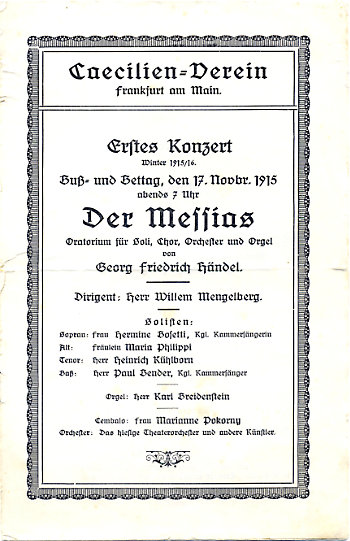 Caecilien-Verein
Frankfurt am Main.
Erstes Konzert
Winter 1915/16.
Buß- und Bettag, den 17. Novbr. 1915
abends 7 Uhr
Der Messias
Oratorium für Soli, Chor, Orchester und Orgel
von
Georg Friedrich Händel.
Dirigent: Herr Willem Mengelberg.
Solisten:
Sopran: Frau Hermine Bosetti, Kgl. Kammersängerin
Alt: Fräulein Maria Philippi
Tenor: Herr Heinrich Kühlborn
Baß: Herr Paul Bender, Kgl. Kammersänger
Orgel: Herr Karl Breidenstein
Cembalo: Frau Marianne Pokorny
Orchester: Das hiesige Theaterorchester und andere Künstler.